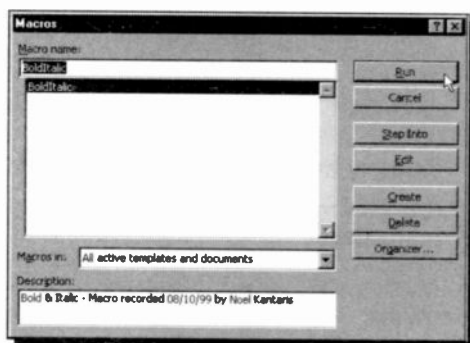 Macros
Macro name:
BoldItalic
BoldItalic
Run
Cancel
Step Into
Edit
Create
Delete
Organizer...
Macros in: All active templates and documents
Description:
Bold & Italic - Macro recorded 08/10/99 by Noel Kantaris